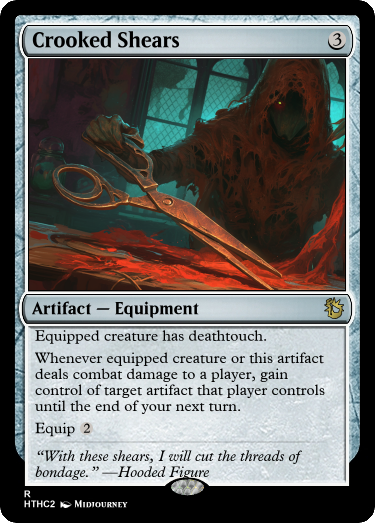 Crooked Shears 3
Artifact — Equipment
Equipped creature has deathtouch.
Whenever equipped creature or this artifact
deals combat damage to a player, gain
control of target artifact that player controls
until the end of your next turn.
Equip 2
“With these shears, I will cut the threads of
bondage.” —Hooded Figure
R
HTHC2 Midjourney